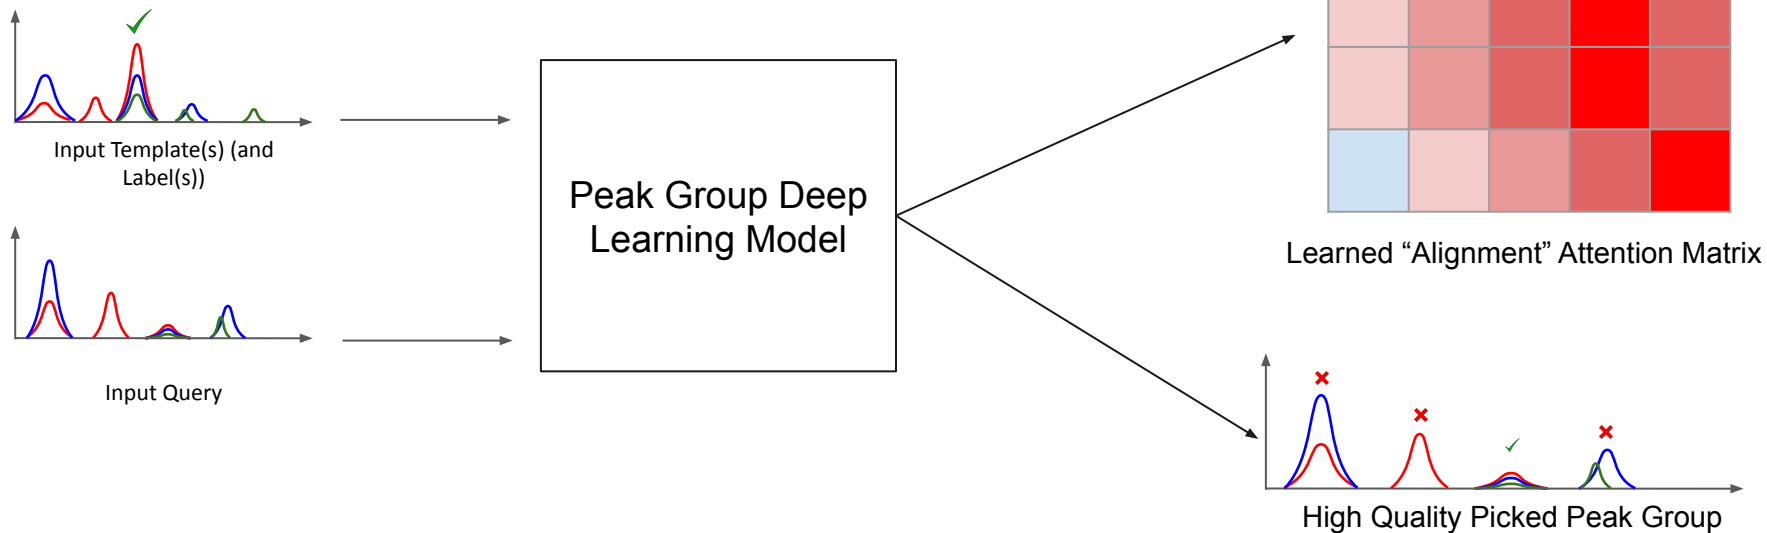 Input Template(s) (and
Label(s))
Input Query
Peak Group Deep
Learning Model
Learned “Alignment” Attention Matrix
High Quality Picked Peak Group